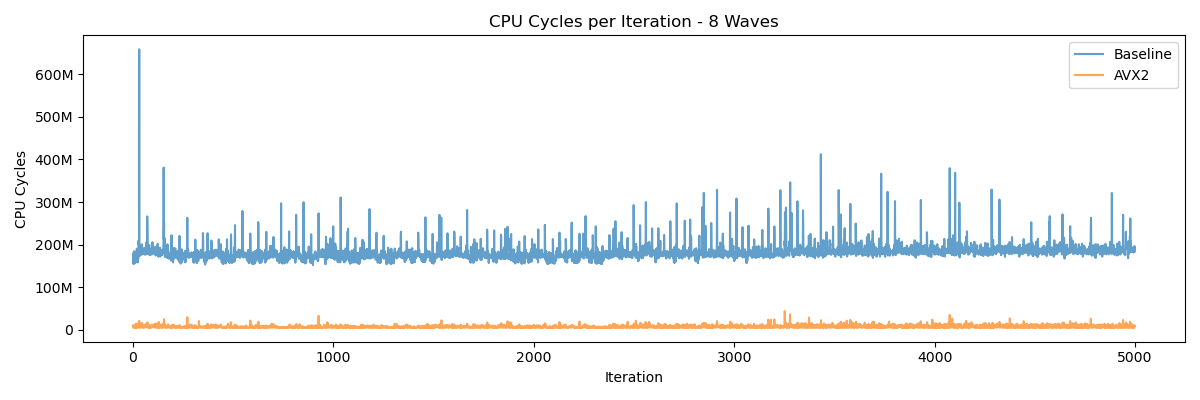 CPU Cycles per Iteration - 8 Waves
Baseline
AVX2
CPU Cycles
600M
500M
400M
300M
200M
100M
0
0 1000 2000 3000 4000 5000
Iteration